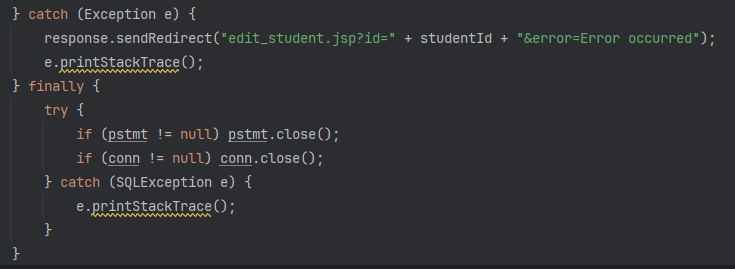 } catch (Exception e) {
    response.sendRedirect("edit_student.jsp?id=" + studentId + "&error=Error occurred");
    e.printStackTrace();
} finally {
    try {
        if (pstmt != null) pstmt.close();
        if (conn != null) conn.close();
    } catch (SQLException e) {
        e.printStackTrace();
    }
}